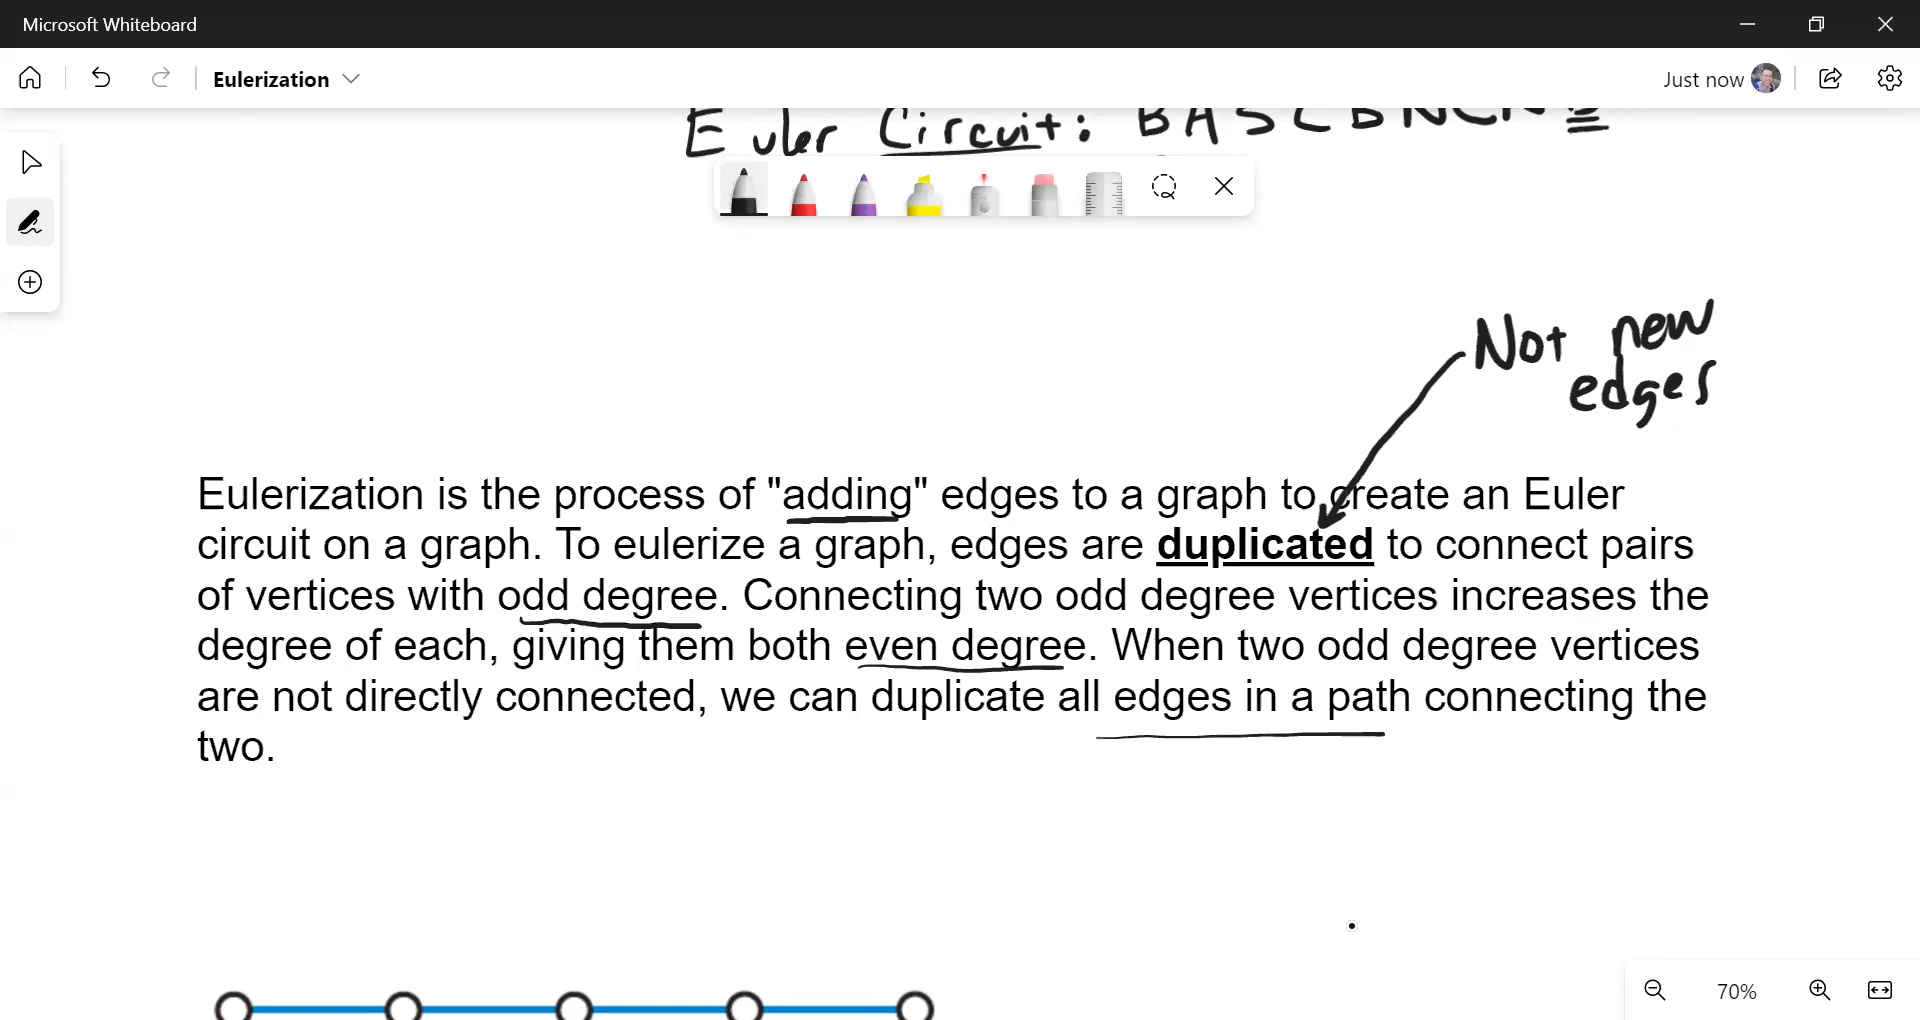 Microsoft Whiteboard
Eulerization
Just now
Euler Circuit:
Not new
edges
Eulerization is the process of "adding" edges to a graph to create an Euler
circuit on a graph. To eulerize a graph, edges are duplicated to connect pairs
of vertices with odd degree. Connecting two odd degree vertices increases the
degree of each, giving them both even degree. When two odd degree vertices
are not directly connected, we can duplicate all edges in a path connecting the
two.
70%